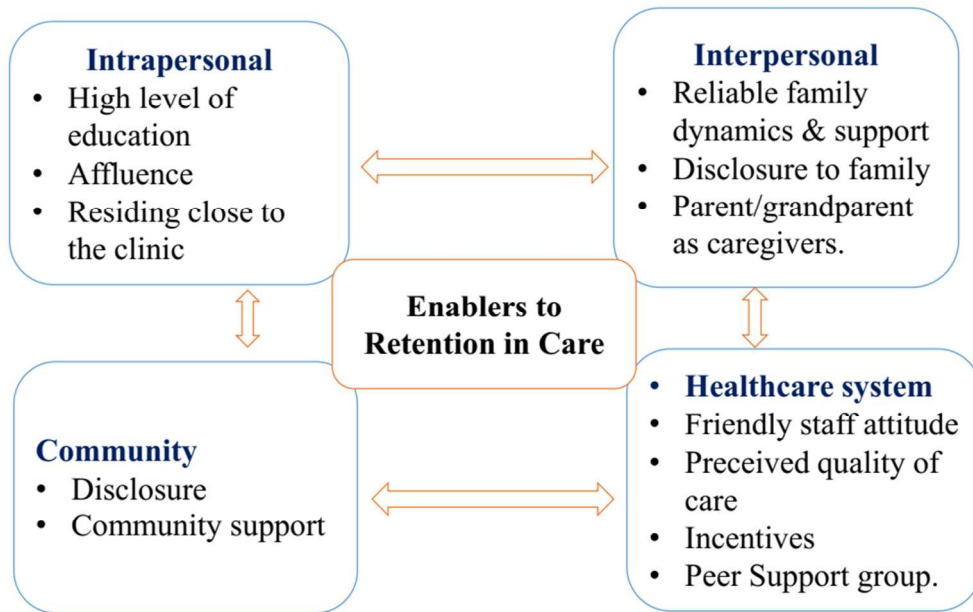 Intrapersonal
• High level of
education
• Affluence
• Residing close to
the clinic
Interpersonal
• Reliable family
dynamics & support
• Disclosure to family
• Parent/grandparent
as caregivers.
Enablers to
Retention in Care
Community
• Disclosure
• Community support
• Healthcare system
• Friendly staff attitude
• Preceived quality of
care
• Incentives
• Peer Support group.